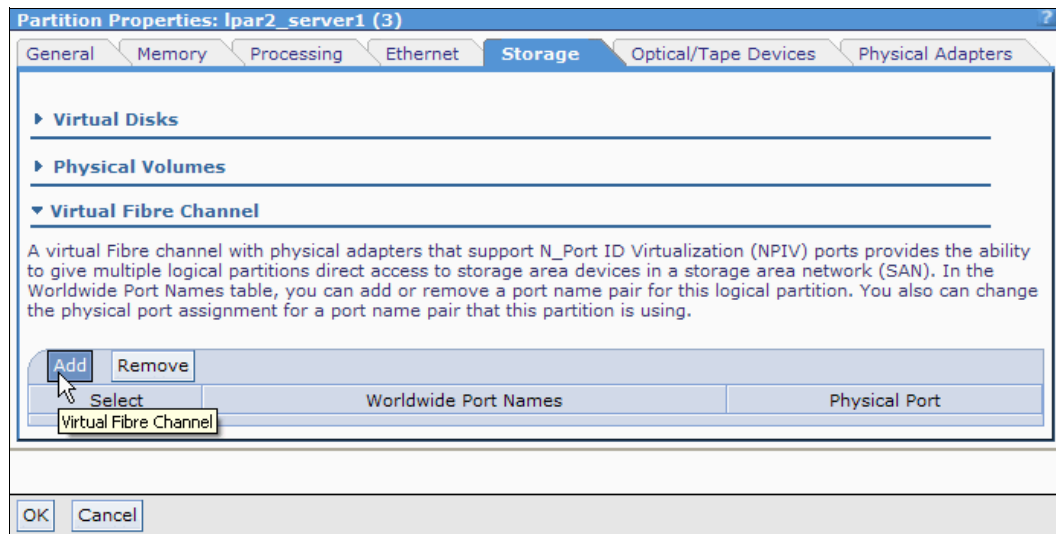 Partition Properties: lpar2_server1 (3)
?
General Memory Processing Ethernet Storage Optical/Tape Devices Physical Adapters
Virtual Disks
Physical Volumes
Virtual Fibre Channel
A virtual Fibre channel with physical adapters that support N_Port ID Virtualization (NPIV) ports provides the ability
to give multiple logical partitions direct access to storage area devices in a storage area network (SAN). In the
Worldwide Port Names table, you can add or remove a port name pair for this logical partition. You also can change
the physical port assignment for a port name pair that this partition is using.
Add Remove
Select Worldwide Port Names Physical Port
Virtual Fibre Channel
OK Cancel